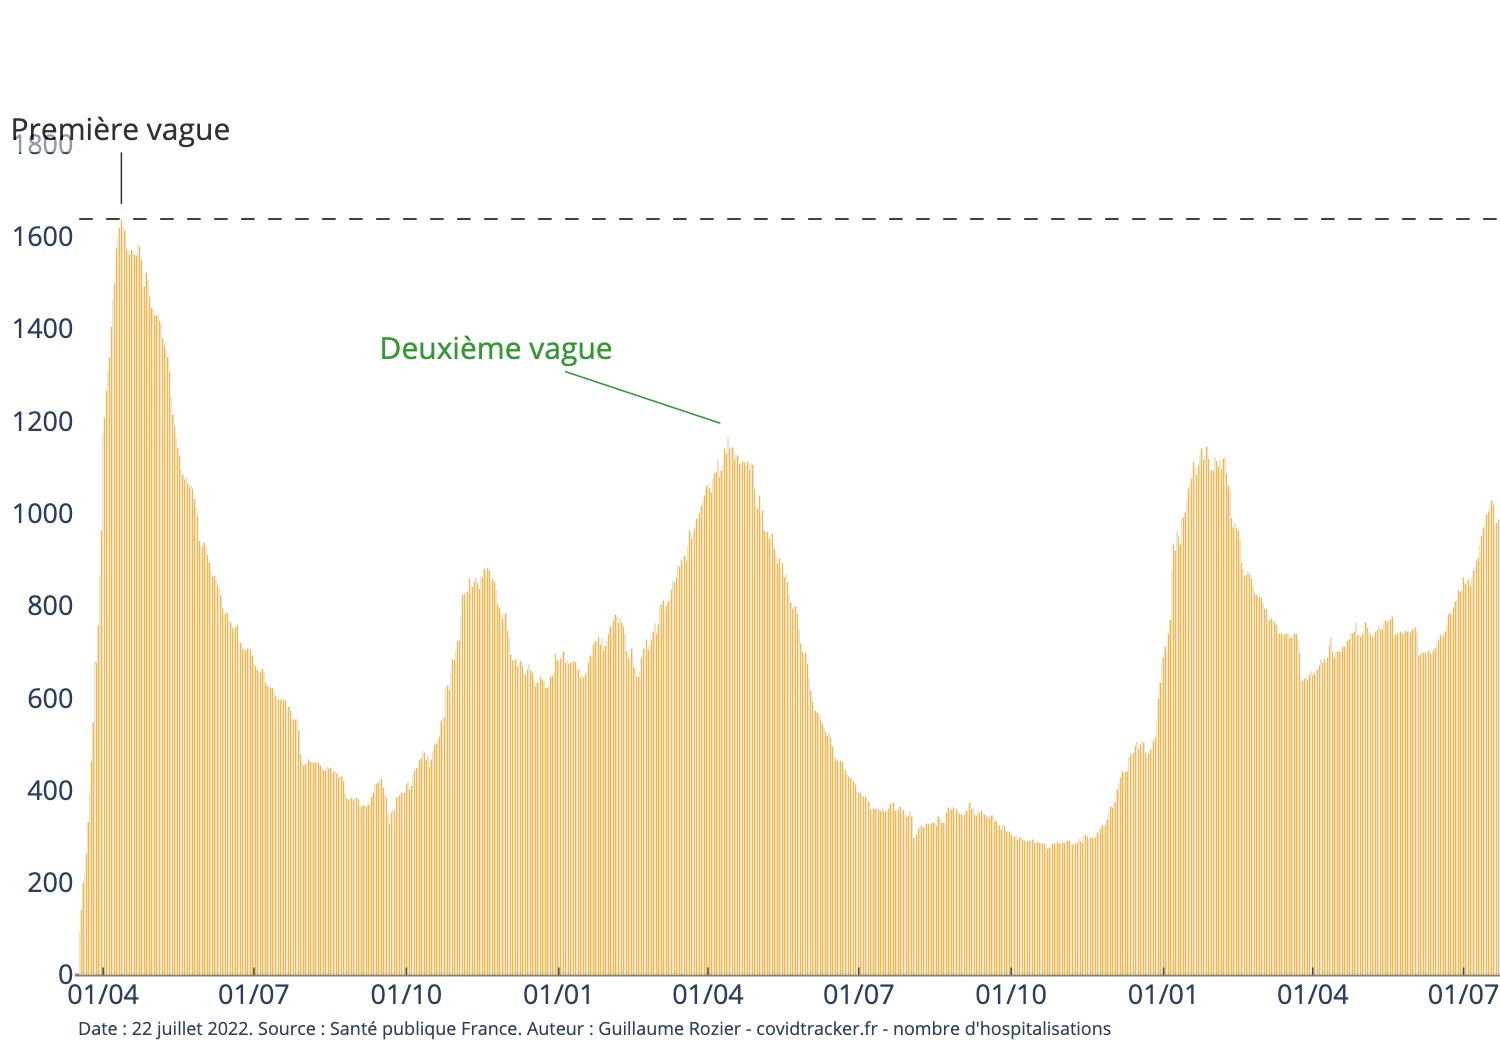 Première vague
1800
1600
1400
Deuxième vague
1200
1000
800
600
400
200
0
01/04 01/07 01/10 01/01 01/04 01/07 01/10 01/01 01/04 01/07
Date : 22 juillet 2022. Source : Santé publique France. Auteur : Guillaume Rozier - covidtracker.fr - nombre d'hospitalisations